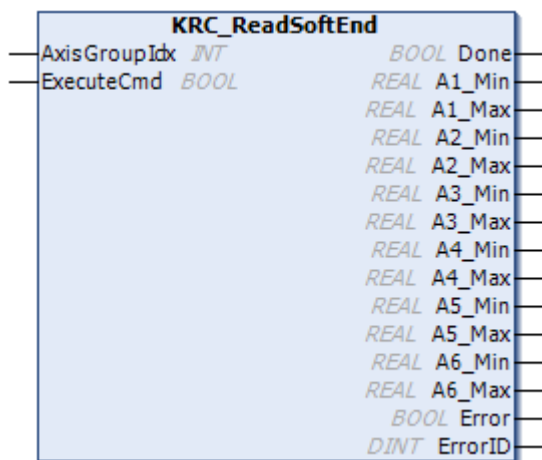 KRC_ReadSoftEnd
AxisGroupIdx INT BOOL Done
ExecuteCmd BOOL REAL A1_Min
REAL A1_Max
REAL A2_Min
REAL A2_Max
REAL A3_Min
REAL A3_Max
REAL A4_Min
REAL A4_Max
REAL A5_Min
REAL A5_Max
REAL A6_Min
REAL A6_Max
BOOL Error
DINT ErrorID